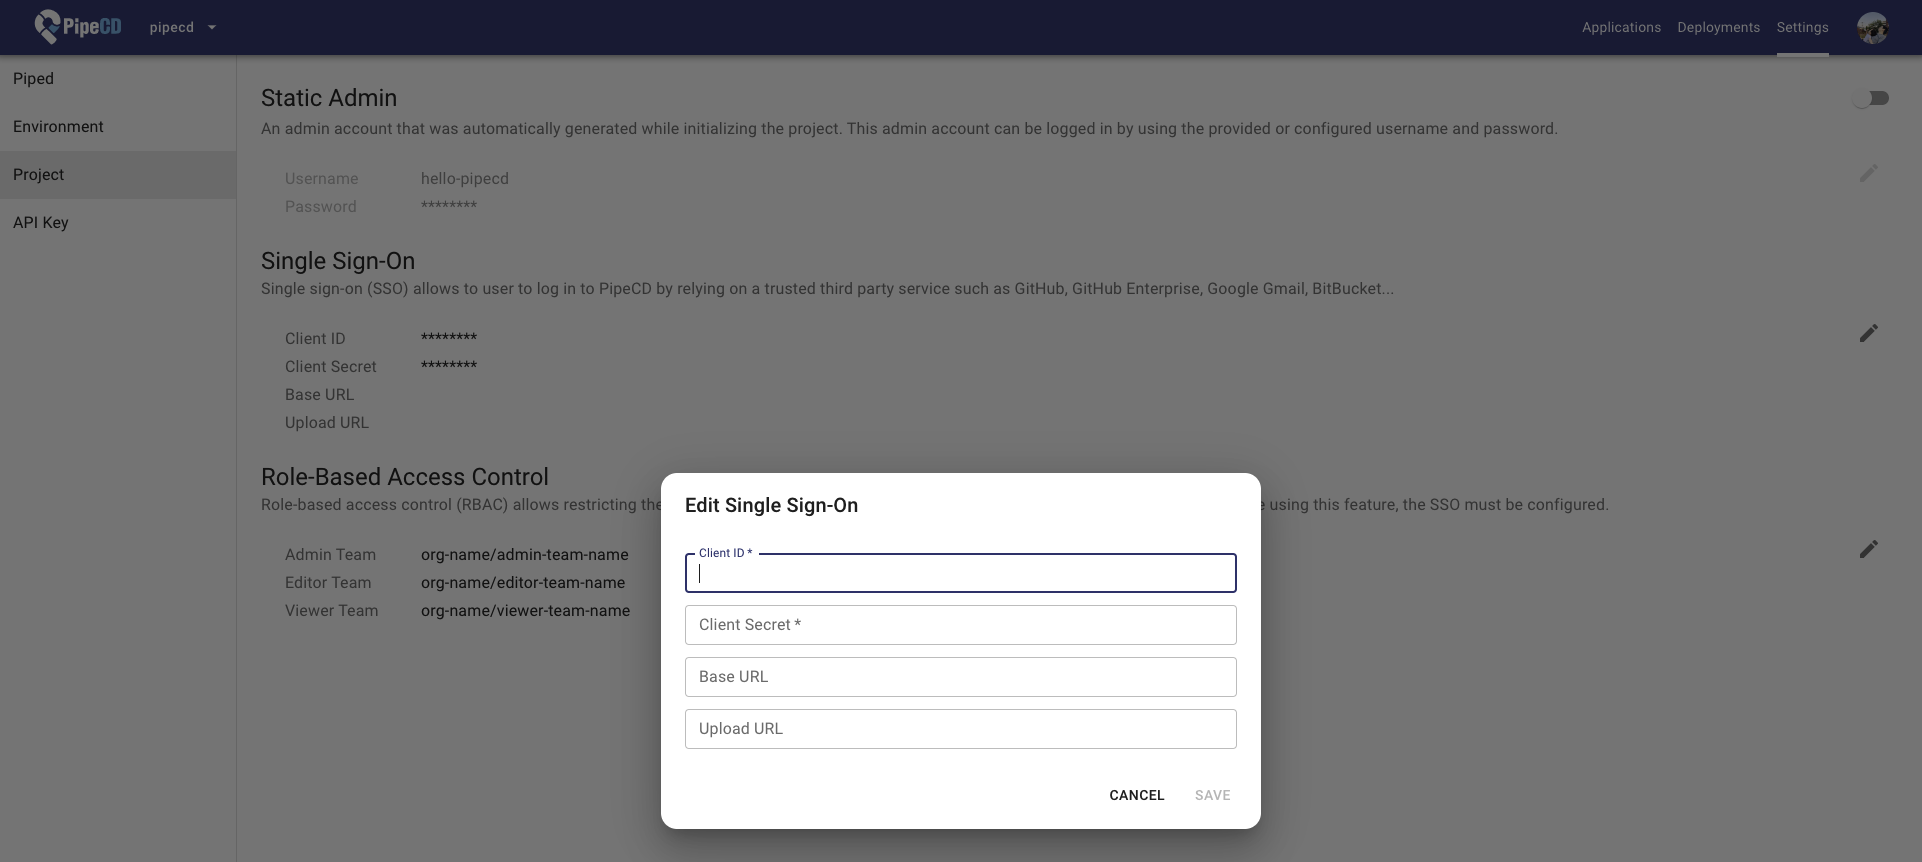 PipeCD
pipecd
Applications Deployments Settings
Piped
Environment
Project
API Key
Static Admin
An admin account that was automatically generated while initializing the project. This admin account can be logged in by using the provided or configured username and password.
Username hello-pipecd
Password ********
Single Sign-On
Single sign-on (SSO) allows to user to log in to PipeCD by relying on a trusted third party service such as GitHub, GitHub Enterprise, Google Gmail, BitBucket...
Client ID ********
Client Secret ********
Base URL
Upload URL
Role-Based Access Control
Role-based access control (RBAC) allows restricting the using this feature, the SSO must be configured.
Admin Team org-name/admin-team-name
Editor Team org-name/editor-team-name
Viewer Team org-name/viewer-team-name
Edit Single Sign-On
Client ID *
Client Secret *
Base URL
Upload URL
CANCEL SAVE